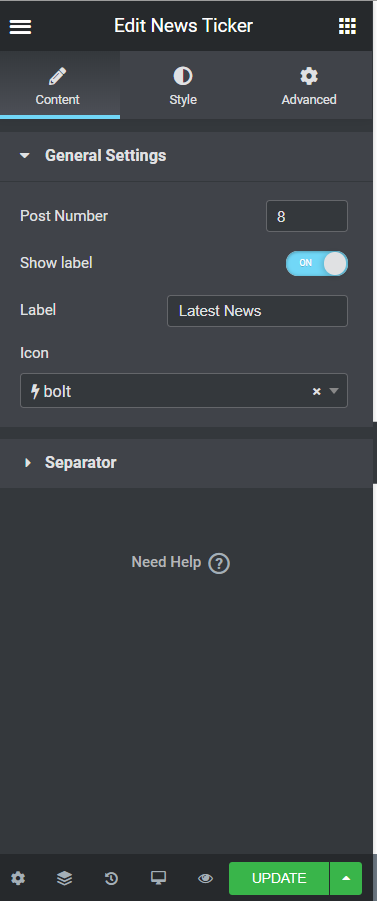 Edit News Ticker
Content Style Advanced
General Settings
Post Number 8
Show label ON
Label Latest News
Icon
bolt
Separator
Need Help ?
UPDATE